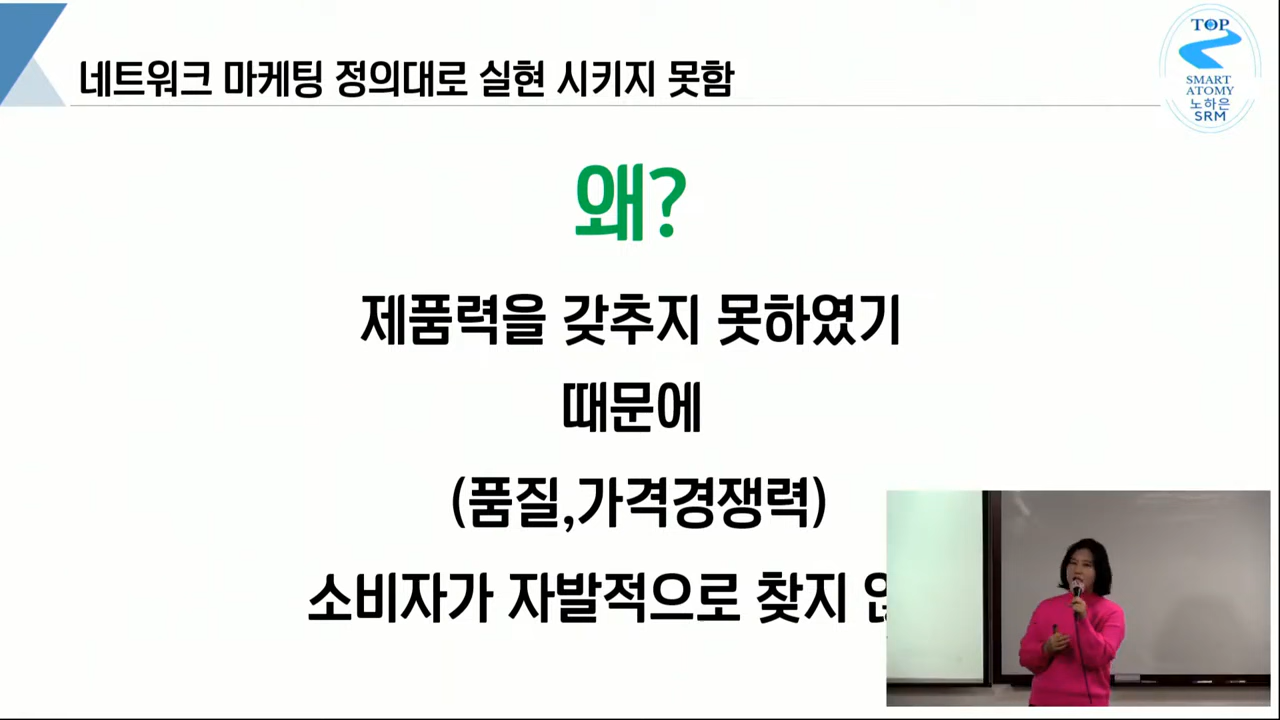 네트워크 마케팅 정의대로 실현 시키지 못함
TOP
SMART
ATOMY
노하은
SRM
왜?
제품력을 갖추지 못하였기
때문에
(품질,가격경쟁력)
소비자가 자발적으로 찾지